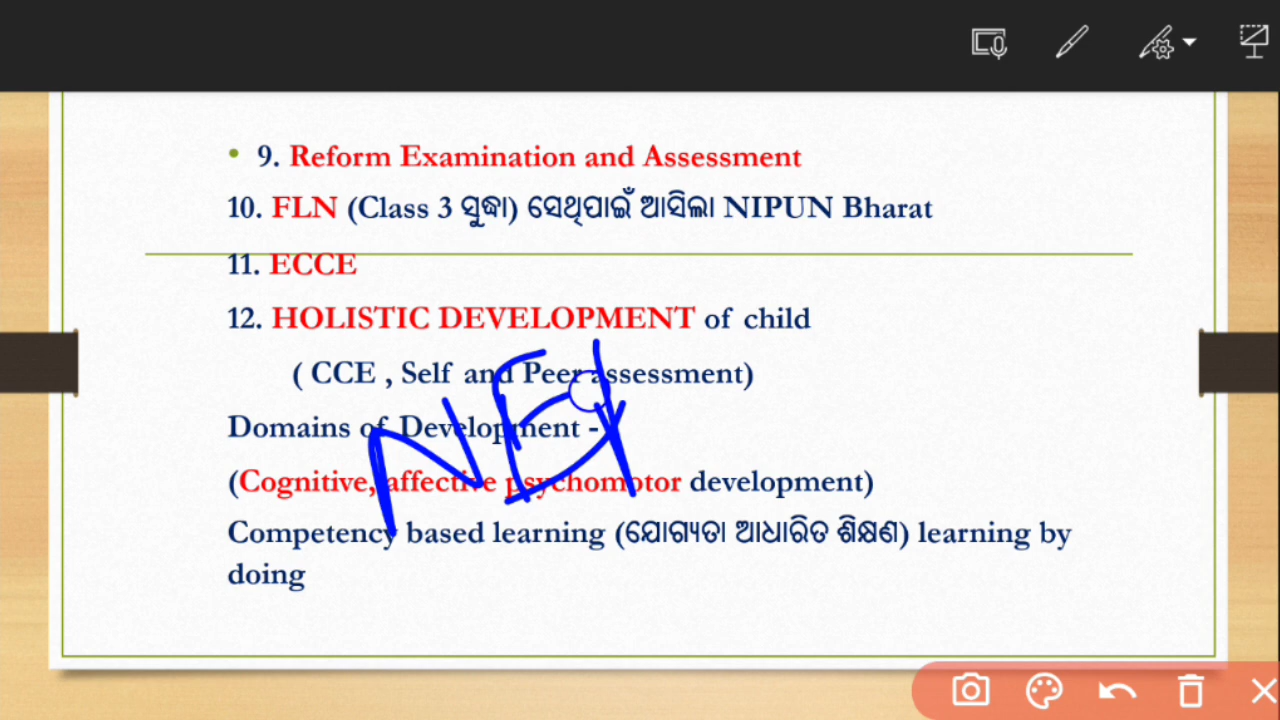 • 9. Reform Examination and Assessment
10. FLN (Class 3 ସୁଦ୍ଧା) ସେଥିପାଇଁ ଆସିଲା NIPUN Bharat
11. ECCE
12. HOLISTIC DEVELOPMENT of child
( CCE , Self and Peer assessment)
Domains of Development -
(Cognitive, affective psychomotor development)
Competency based learning (ଯୋଗ୍ୟତା ଆଧାରିତ ଶିକ୍ଷଣ) learning by
doing